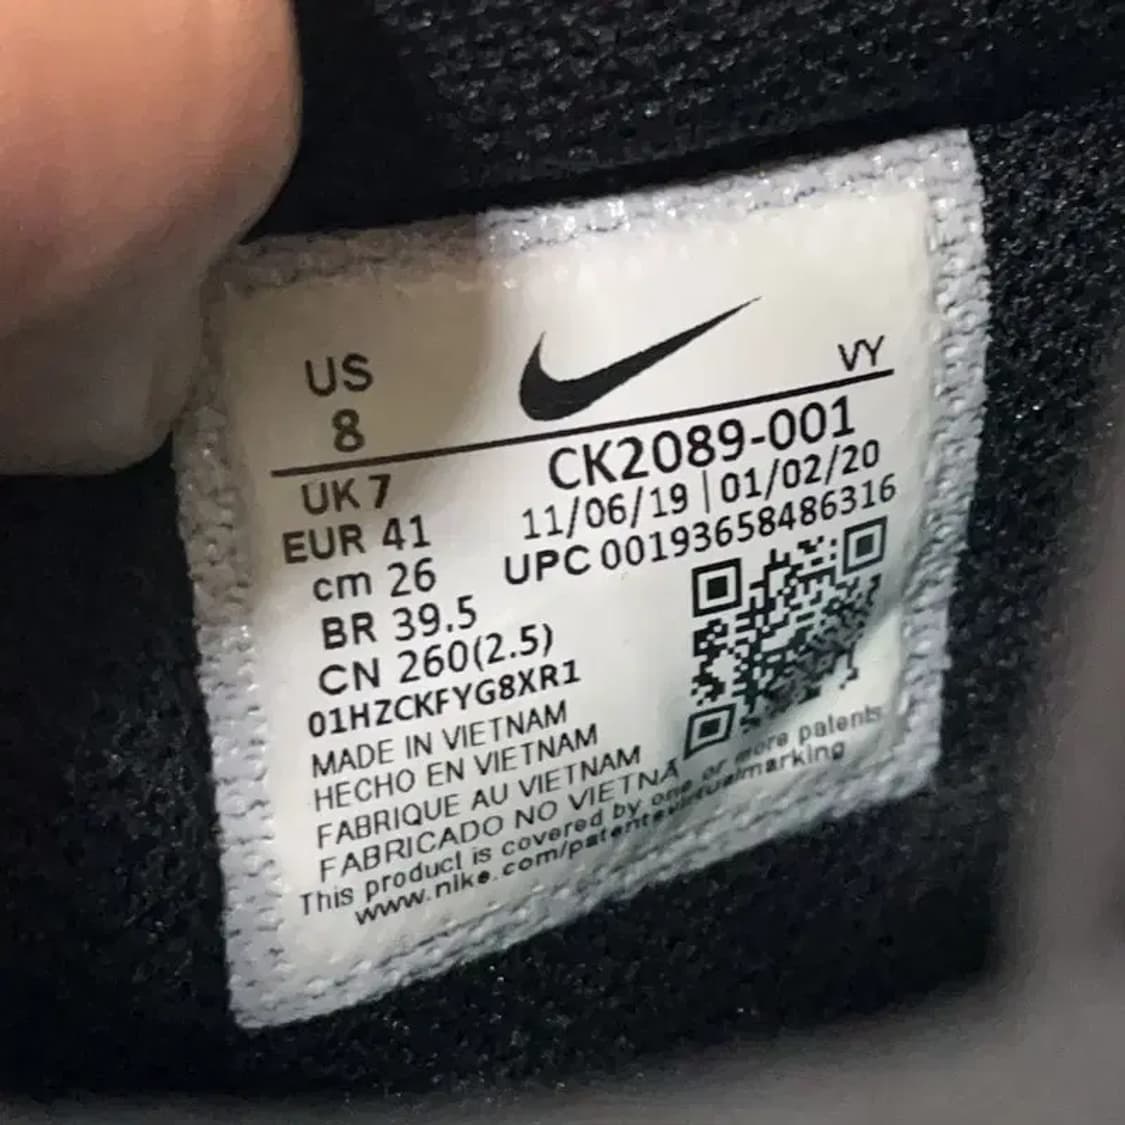 US
8
VY
UK 7
EUR 41
cm 26
BR 39.5
CN 260(2.5)
01HZCKFYG8XR1
CK2089-001
11/06/19 | 01/02/20
UPC 00193658486316
MADE IN VIETNAM
HECHO EN VIETNAM
FABRIQUE AU VIETNAM
FABRICADO NO VIETNÃ
This product is covered by one or more patents
www.nike.com/patentsvirtualmarking